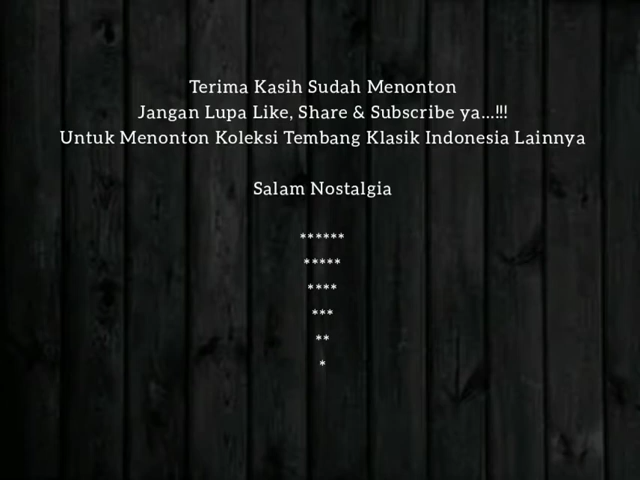 Terima Kasih Sudah Menonton
Jangan Lupa Like, Share & Subscribe ya...!!!
Untuk Menonton Koleksi Tembang Klasik Indonesia Lainnya
Salam Nostalgia
******
*****
****
***
**
*